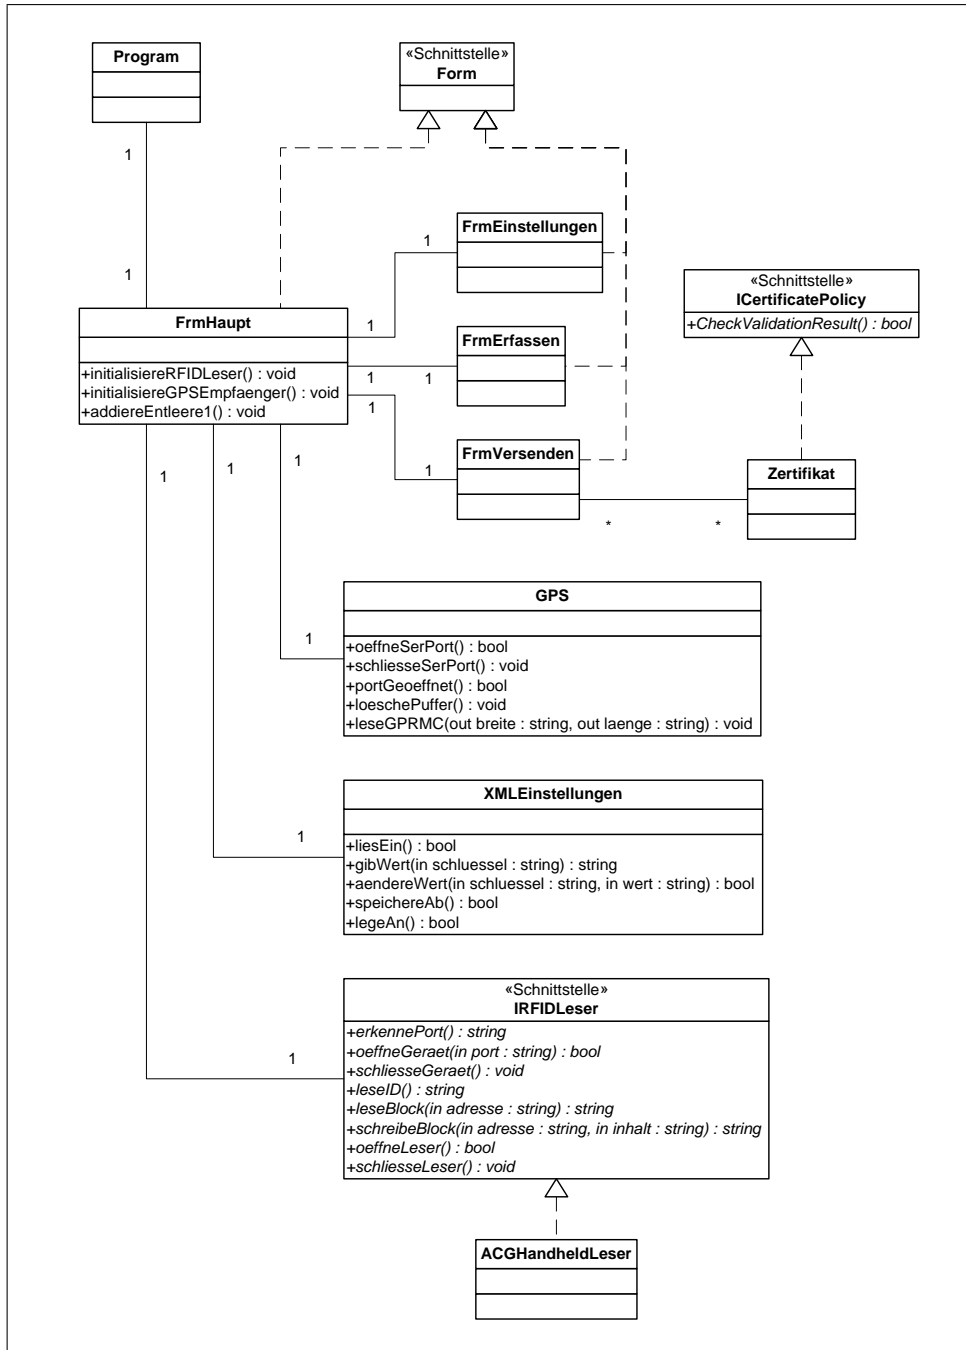 Program
«Schnittstelle»
Form
1
1
FrmEinstellungen
1
1
«Schnittstelle»
ICertificatePolicy
+CheckValidationResult() : bool
FrmHaupt
+initialisiereRFIDLeser() : void
+initialisiereGPSEmpfaenger() : void
+addiereEntleere1() : void
FrmErfassen
1
1
1
FrmVersenden
1
Zertifikat
*
*
1
1
1
GPS
+oeffneSerPort() : bool
+schliesseSerPort() : void
+portGeoeffnet() : bool
+loeschePuffer() : void
+leseGPRMC(out breite : string, out laenge : string) : void
1
XMLEinstellungen
+liesEin() : bool
+gibWert(in schluessel : string) : string
+aendereWert(in schluessel : string, in wert : string) : bool
+speichereAb() : bool
+legeAn() : bool
1
«Schnittstelle»
IRFIDLeser
+erkennePort() : string
+oeffneGeraet(in port : string) : bool
+schliesseGeraet() : void
+leseID() : string
+leseBlock(in adresse : string) : string
+schreibeBlock(in adresse : string, in inhalt : string) : string
+oeffneLeser() : bool
+schliesseLeser() : void
1
ACGHandheldLeser